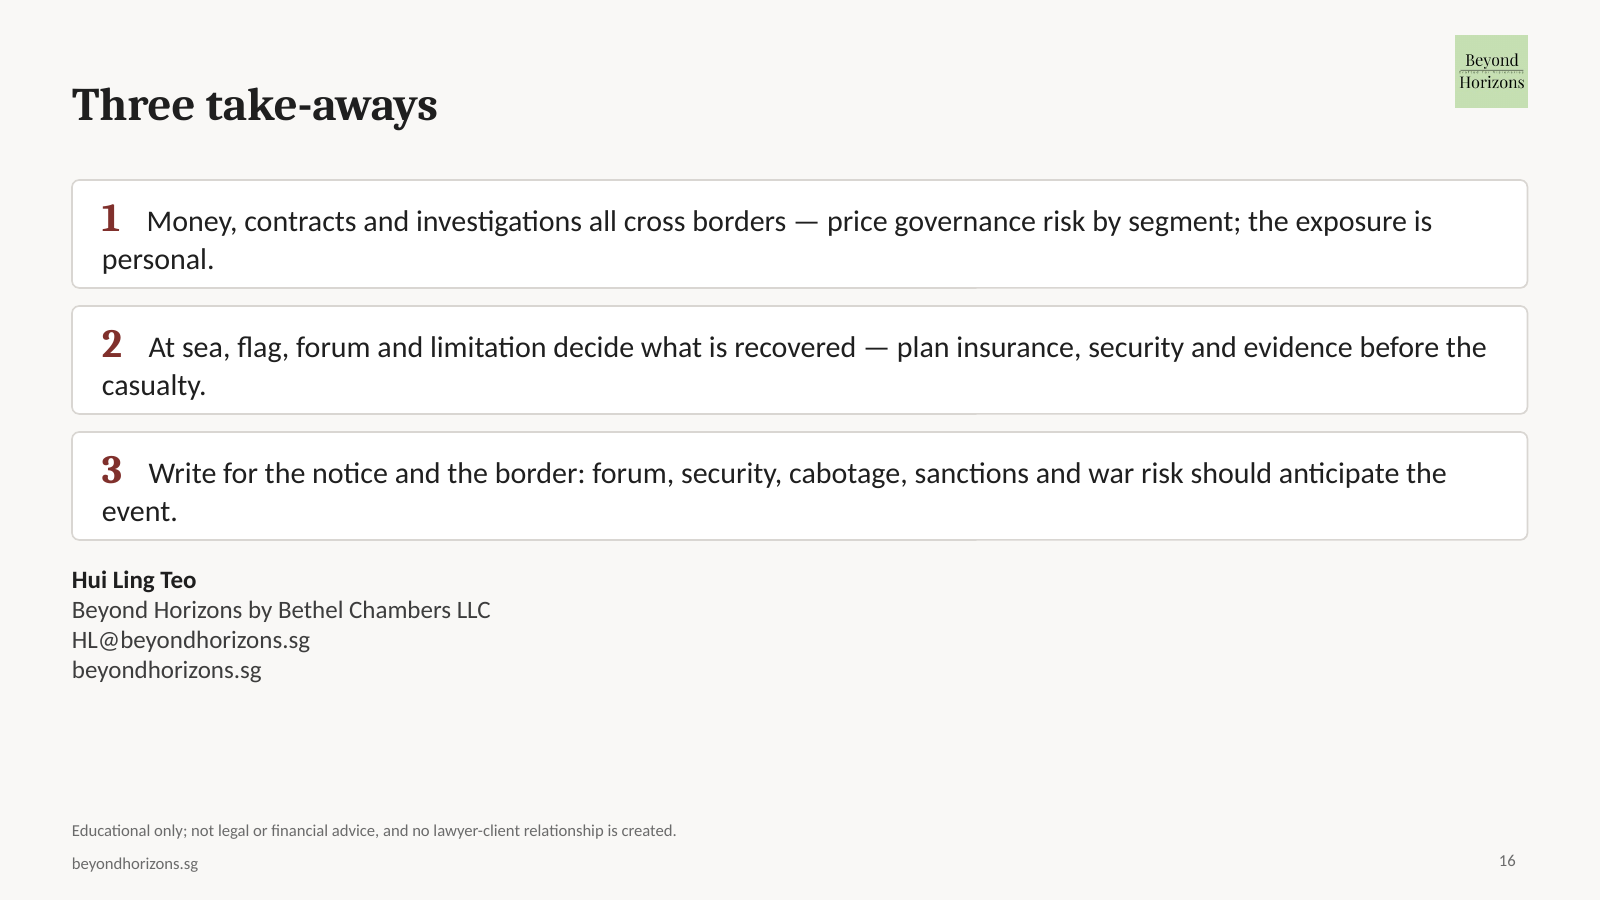 Beyond
Horizons
Three take-aways
1 Money, contracts and investigations all cross borders — price governance risk by segment; the exposure is
personal.
2 At sea, flag, forum and limitation decide what is recovered — plan insurance, security and evidence before the
casualty.
3 Write for the notice and the border: forum, security, cabotage, sanctions and war risk should anticipate the
event.
Hui Ling Teo
Beyond Horizons by Bethel Chambers LLC
HL@beyondhorizons.sg
beyondhorizons.sg
Educational only; not legal or financial advice, and no lawyer-client relationship is created.
beyondhorizons.sg
16